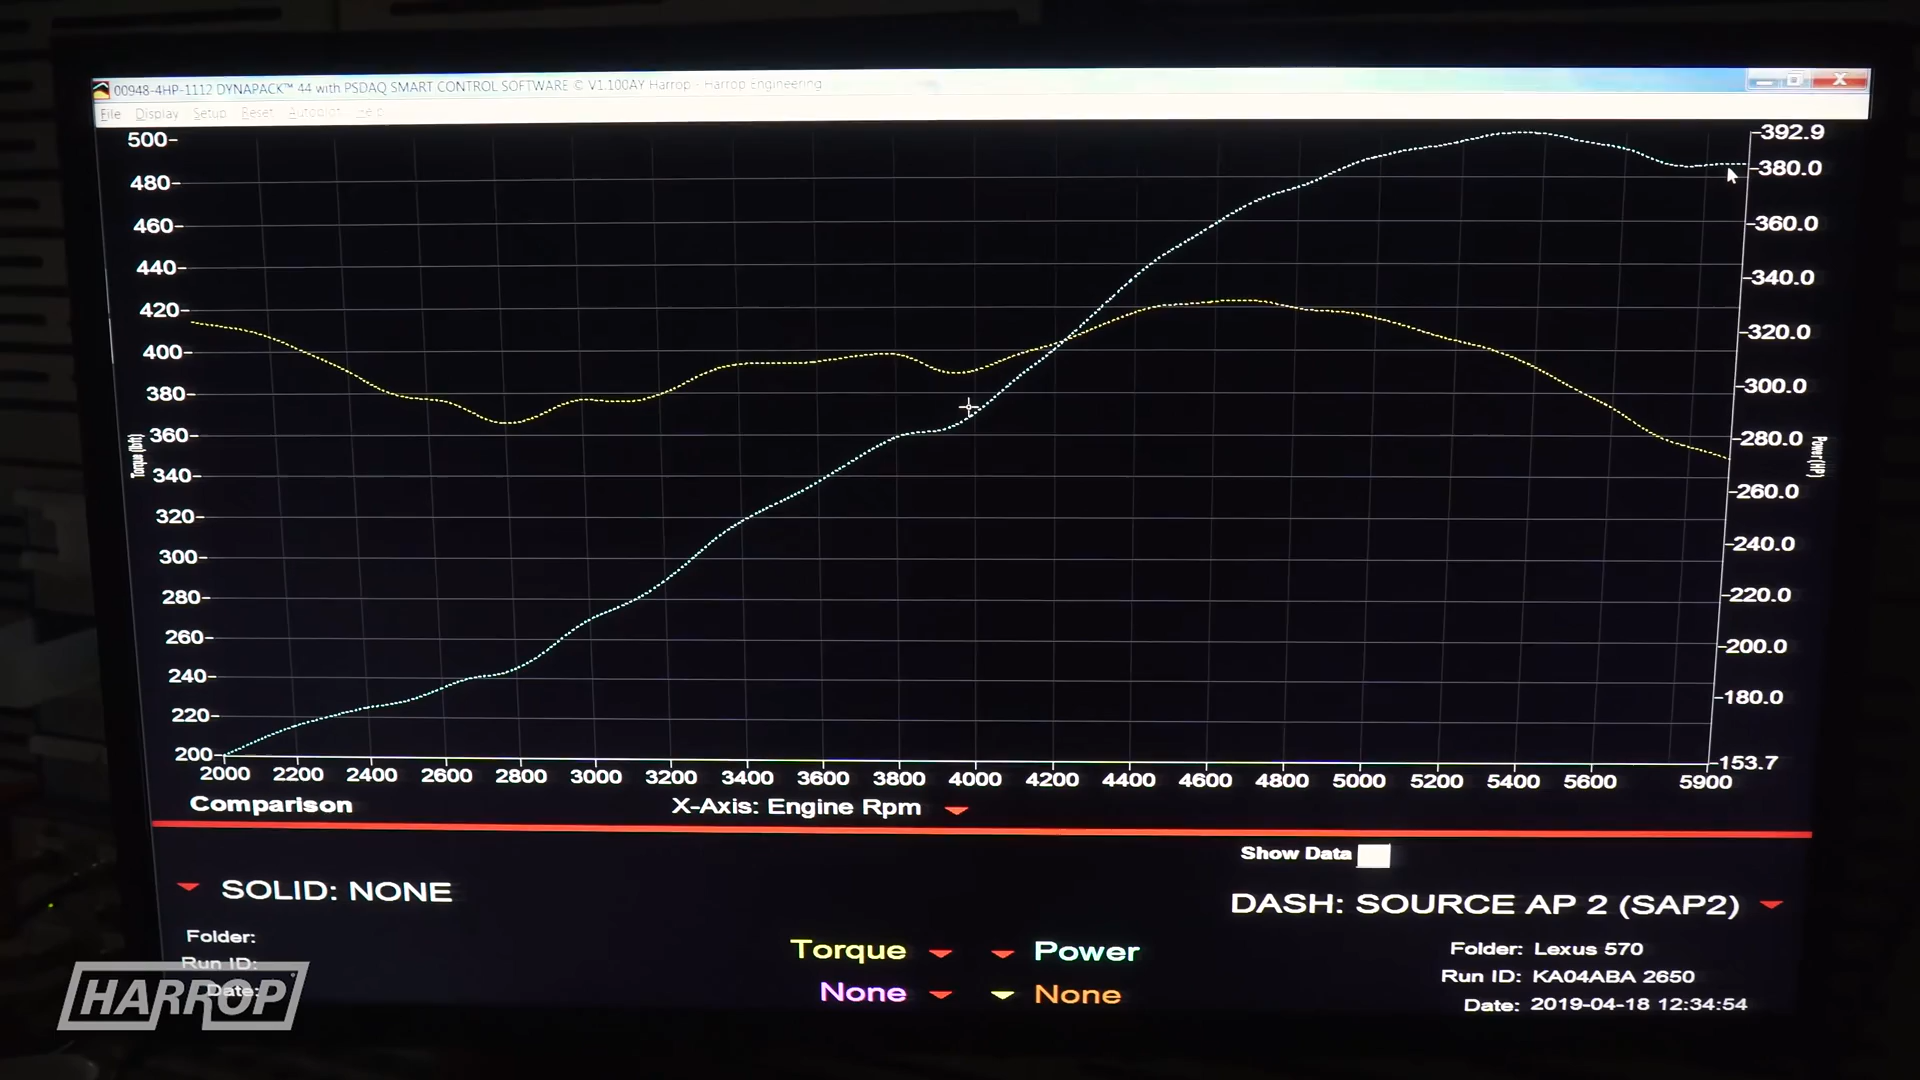 00948-4HP-1112 DYNAPACK™ 44 with PSDAQ SMART CONTROL SOFTWARE © V1.100AY Harrop - Harrop Engineering
File Display Setup Reset Autoplot Help
500 392.9
480 380.0
460 360.0
440 340.0
420 320.0
400 300.0
380 280.0
360 260.0
340 240.0
320 220.0
300 200.0
280 180.0
260 153.7
240
220
200
Torque (lbft)
Power (HP)
2000 2200 2400 2600 2800 3000 3200 3400 3600 3800 4000 4200 4400 4600 4800 5000 5200 5400 5600 5900
Comparison X-Axis: Engine Rpm
Show Data
SOLID: NONE
DASH: SOURCE AP 2 (SAP2)
Folder:
Run ID:
Date:
Torque Power
None None
Folder: Lexus 570
Run ID: KA04ABA 2650
Date: 2019-04-18 12:34:54
HARROP